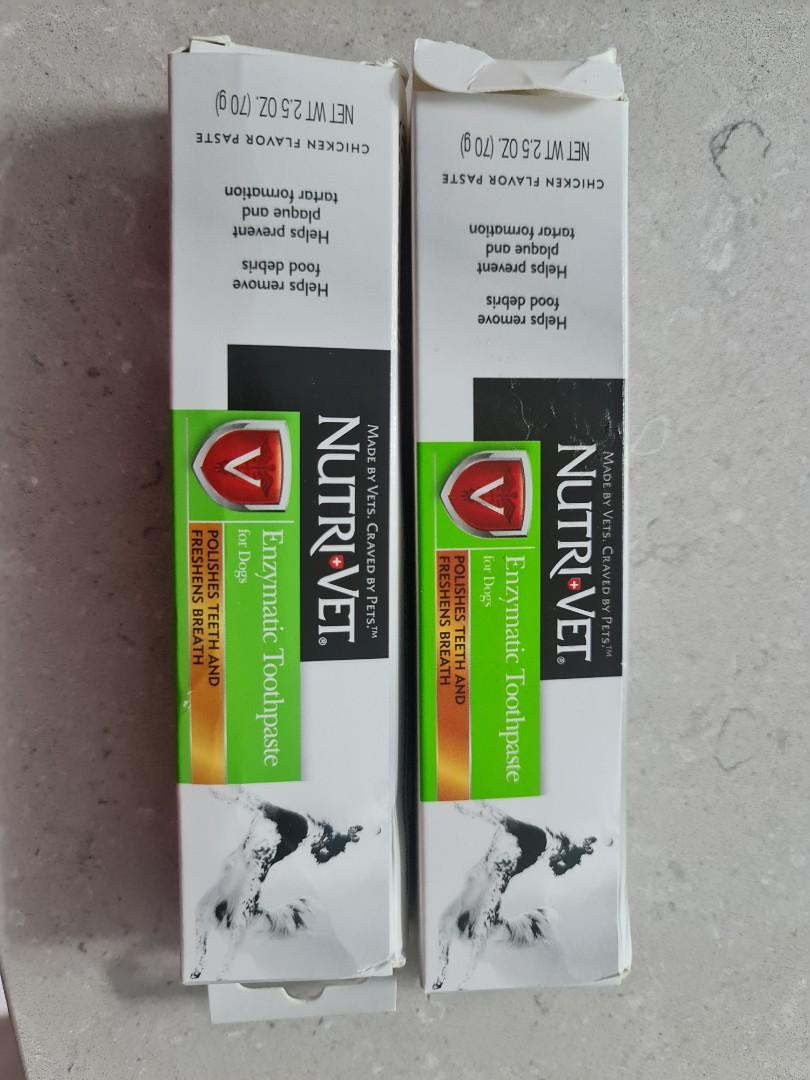 MADE BY VETS. CRAVED BY PETS.™
NUTRI-VET®
V
Enzymatic Toothpaste
for Dogs
POLISHES TEETH AND
FRESHENS BREATH
Helps remove
food debris
Helps prevent
plaque and
tartar formation
CHICKEN FLAVOR PASTE
NET WT 2.5 OZ. (70 g)
MADE BY VETS. CRAVED BY PETS.™
NUTRI-VET®
V
Enzymatic Toothpaste
for Dogs
POLISHES TEETH AND
FRESHENS BREATH
Helps remove
food debris
Helps prevent
plaque and
tartar formation
CHICKEN FLAVOR PASTE
NET WT 2.5 OZ. (70 g)